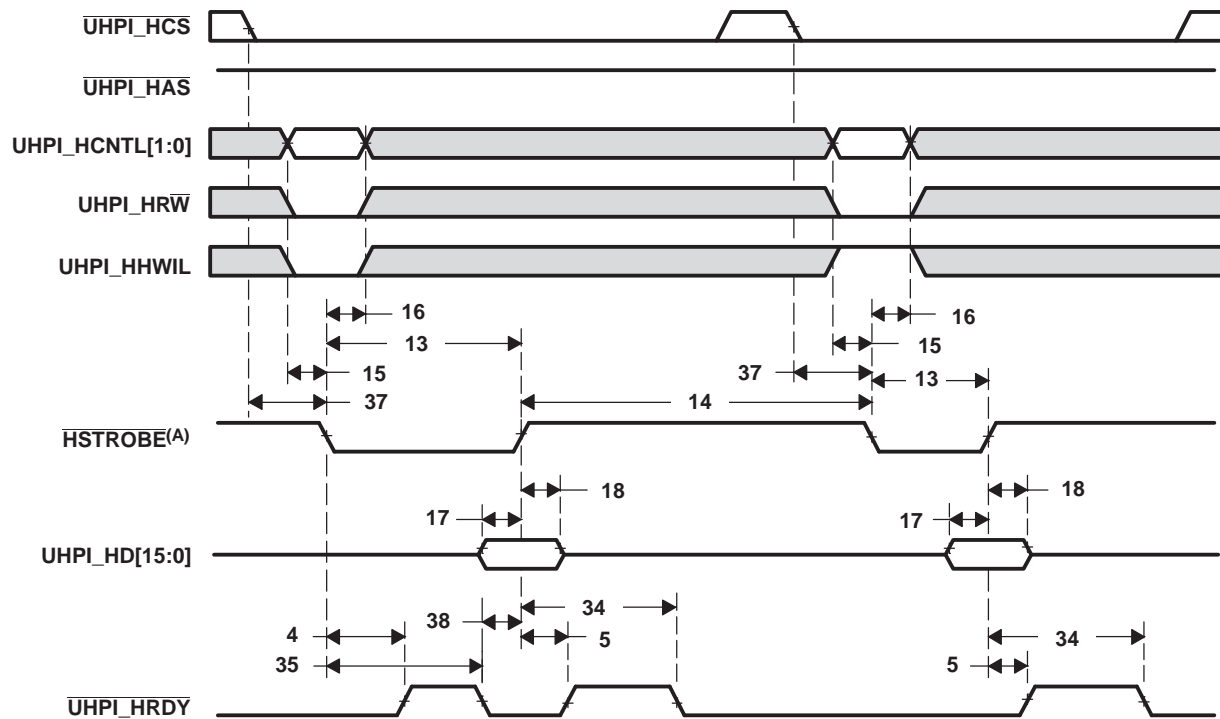 UHPI_HCS
UHPI_HAS
UHPI_HCNTL[1:0]
UHPI_HRW
UHPI_HHWIL
16
16
13
15
15
37
13
37
14
HSTROBE(A)
18
18
17
17
UHPI_HD[15:0]
34
38
4
5
34
35
5
UHPI_HRDY